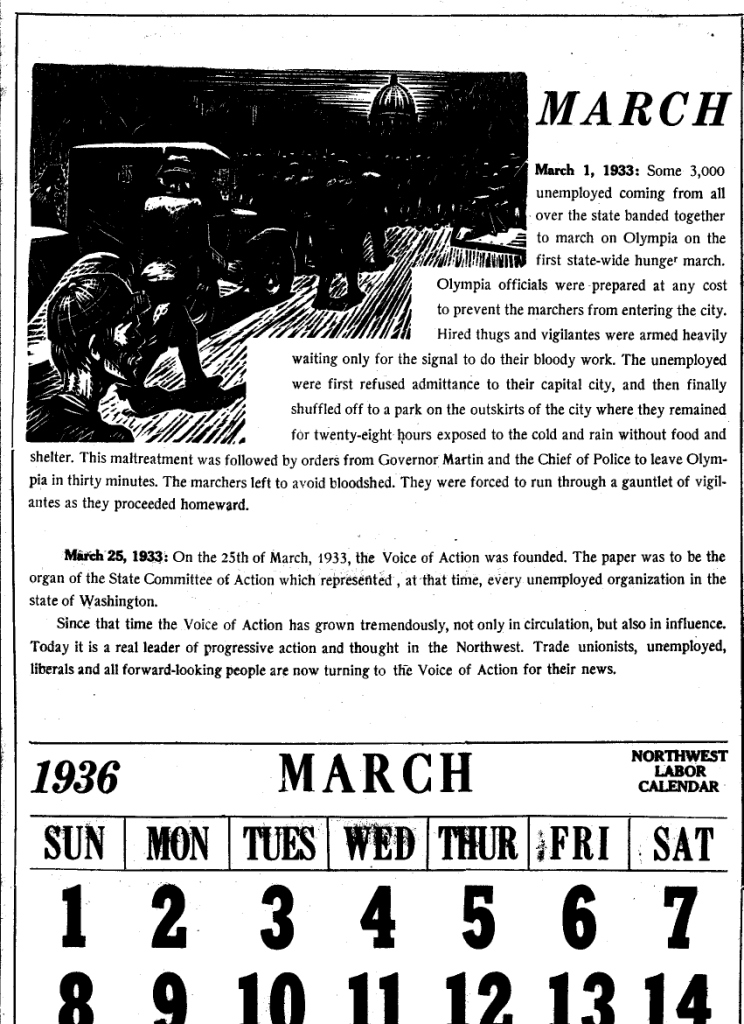 MARCH
March 1, 1933: Some 3,000
unemployed coming from all
over the state banded together
to march on Olympia on the
first state-wide hunger march.
Olympia officials were prepared at any cost
to prevent the marchers from entering the city.
Hired thugs and vigilantes were armed heavily
waiting only for the signal to do their bloody work. The unemployed
were first refused admittance to their capital city, and then finally
shuffled off to a park on the outskirts of the city where they remained
for twenty-eight hours exposed to the cold and rain without food and
shelter. This maltreatment was followed by orders from Governor Martin and the Chief of Police to leave Olym-
pia in thirty minutes. The marchers left to avoid bloodshed. They were forced to run through a gauntlet of vigil-
antes as they proceeded homeward.
March 25, 1933: On the 25th of March, 1933, the Voice of Action was founded. The paper was to be the
organ of the State Committee of Action which represented , at that time, every unemployed organization in the
state of Washington.
Since that time the Voice of Action has grown tremendously, not only in circulation, but also in influence.
Today it is a real leader of progressive action and thought in the Northwest. Trade unionists, unemployed,
liberals and all forward-looking people are now turning to the Voice of Action for their news.
1936 MARCH NORTHWEST
LABOR
CALENDAR
SUN MON TUES WED THUR FRI SAT
1 2 3 4 5 6 7
8 9 10 11 12 13 14